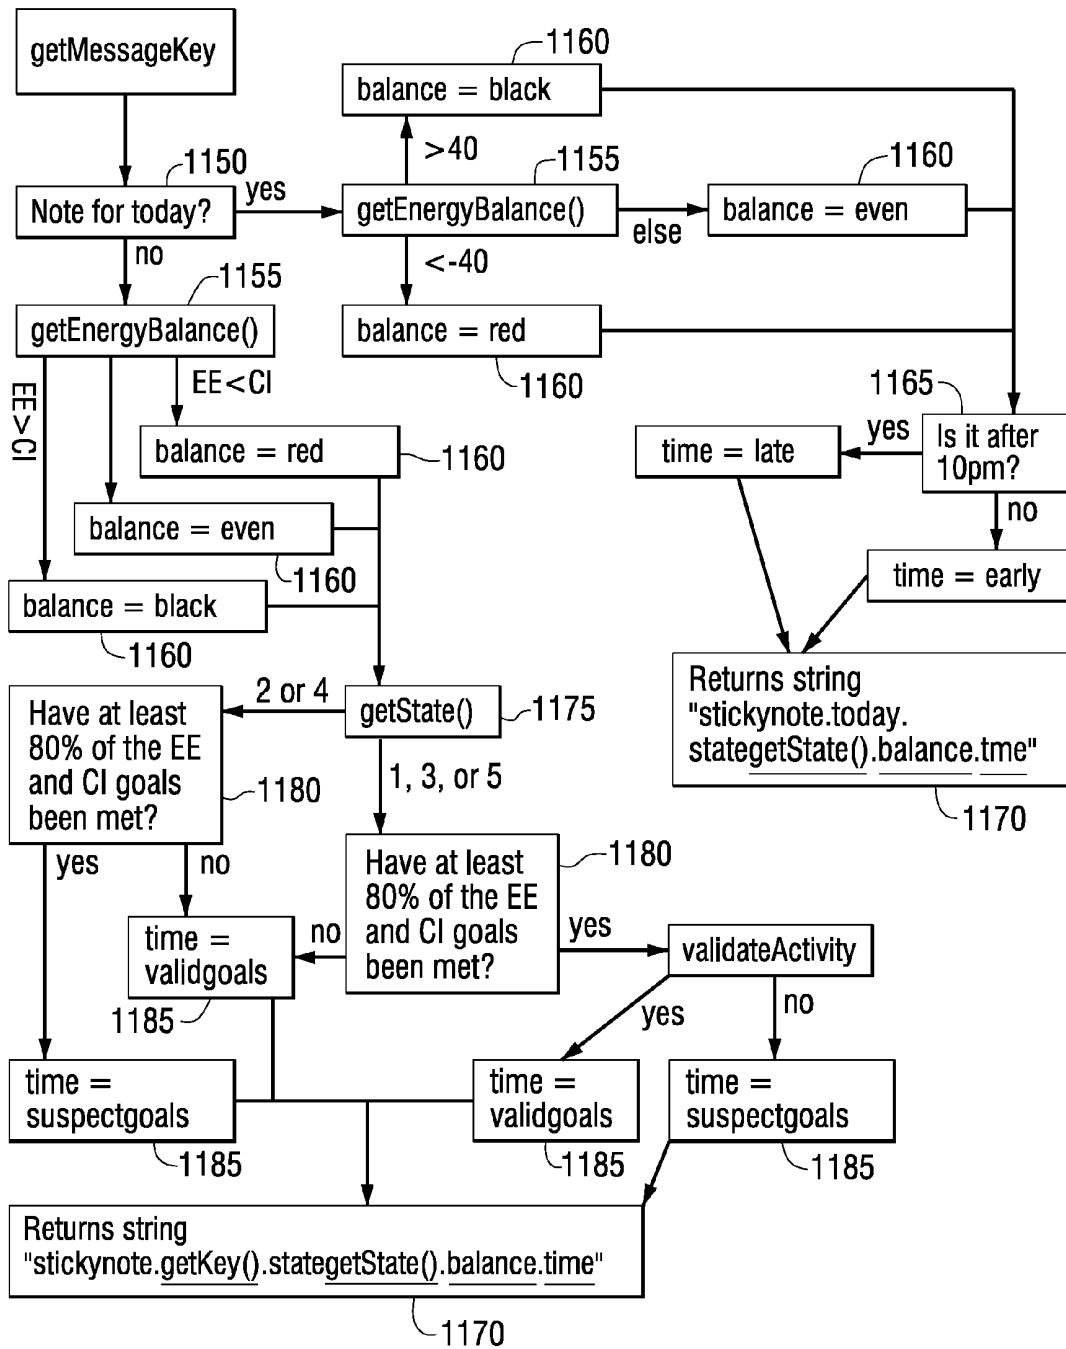 getMessageKey
1160
balance = black
>40
1150
Note for today?
yes
1155
getEnergyBalance()
else
1160
balance = even
no
<-40
1155
getEnergyBalance()
balance = red
1160
EE<CI
EE>CI
balance = red
1160
1165
Is it after
10pm?
yes
time = late
no
time = early
balance = even
1160
balance = black
1160
Returns string
"stickynote.today.
stategetState().balance.tme"
1170
2 or 4
getState()
1175
Have at least
80% of the EE
and CI goals
been met?
1180
1, 3, or 5
yes
no
Have at least
80% of the EE
and CI goals
been met?
1180
no
yes
validateActivity
time =
validgoals
1185
yes
no
time =
suspectgoals
1185
time =
validgoals
1185
time =
suspectgoals
1185
Returns string
"stickynote.getKey().stategetState().balance.time"
1170